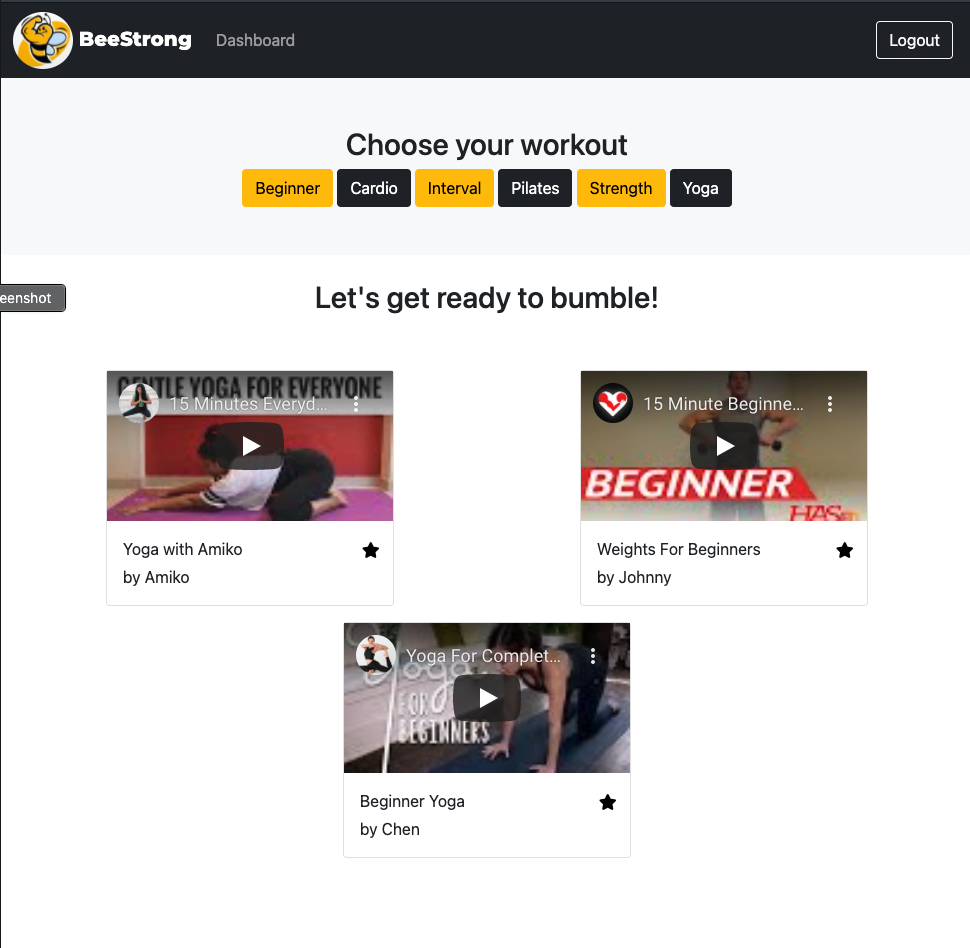 BeeStrong Dashboard Logout
Choose your workout
Beginner Cardio Interval Pilates Strength Yoga
eenshot
Let's get ready to bumble!
GENTLE YOGA FOR EVERYONE
15 Minutes Everyd...
15 Minute Beginne...
BEGINNER
HASfit
Yoga with Amiko
by Amiko
Weights For Beginners
by Johnny
Yoga For Complet...
Yoga
FOR
BEGINNERS
Beginner Yoga
by Chen